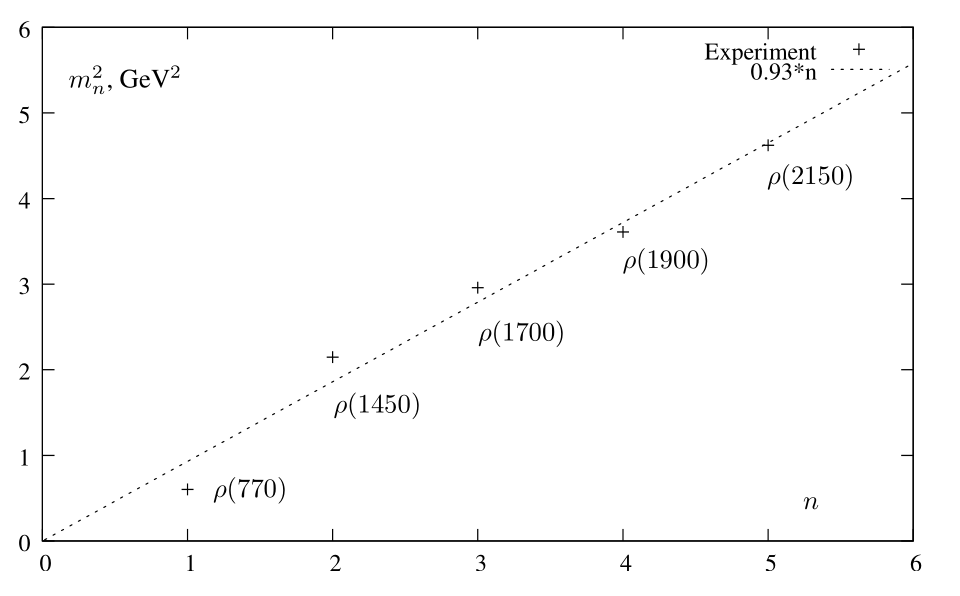 6
m_n^2, GeV^2
Experiment
0.93*n
5
ρ(2150)
4
ρ(1900)
3
ρ(1700)
2
ρ(1450)
1
ρ(770)
n
0
0 1 2 3 4 5 6